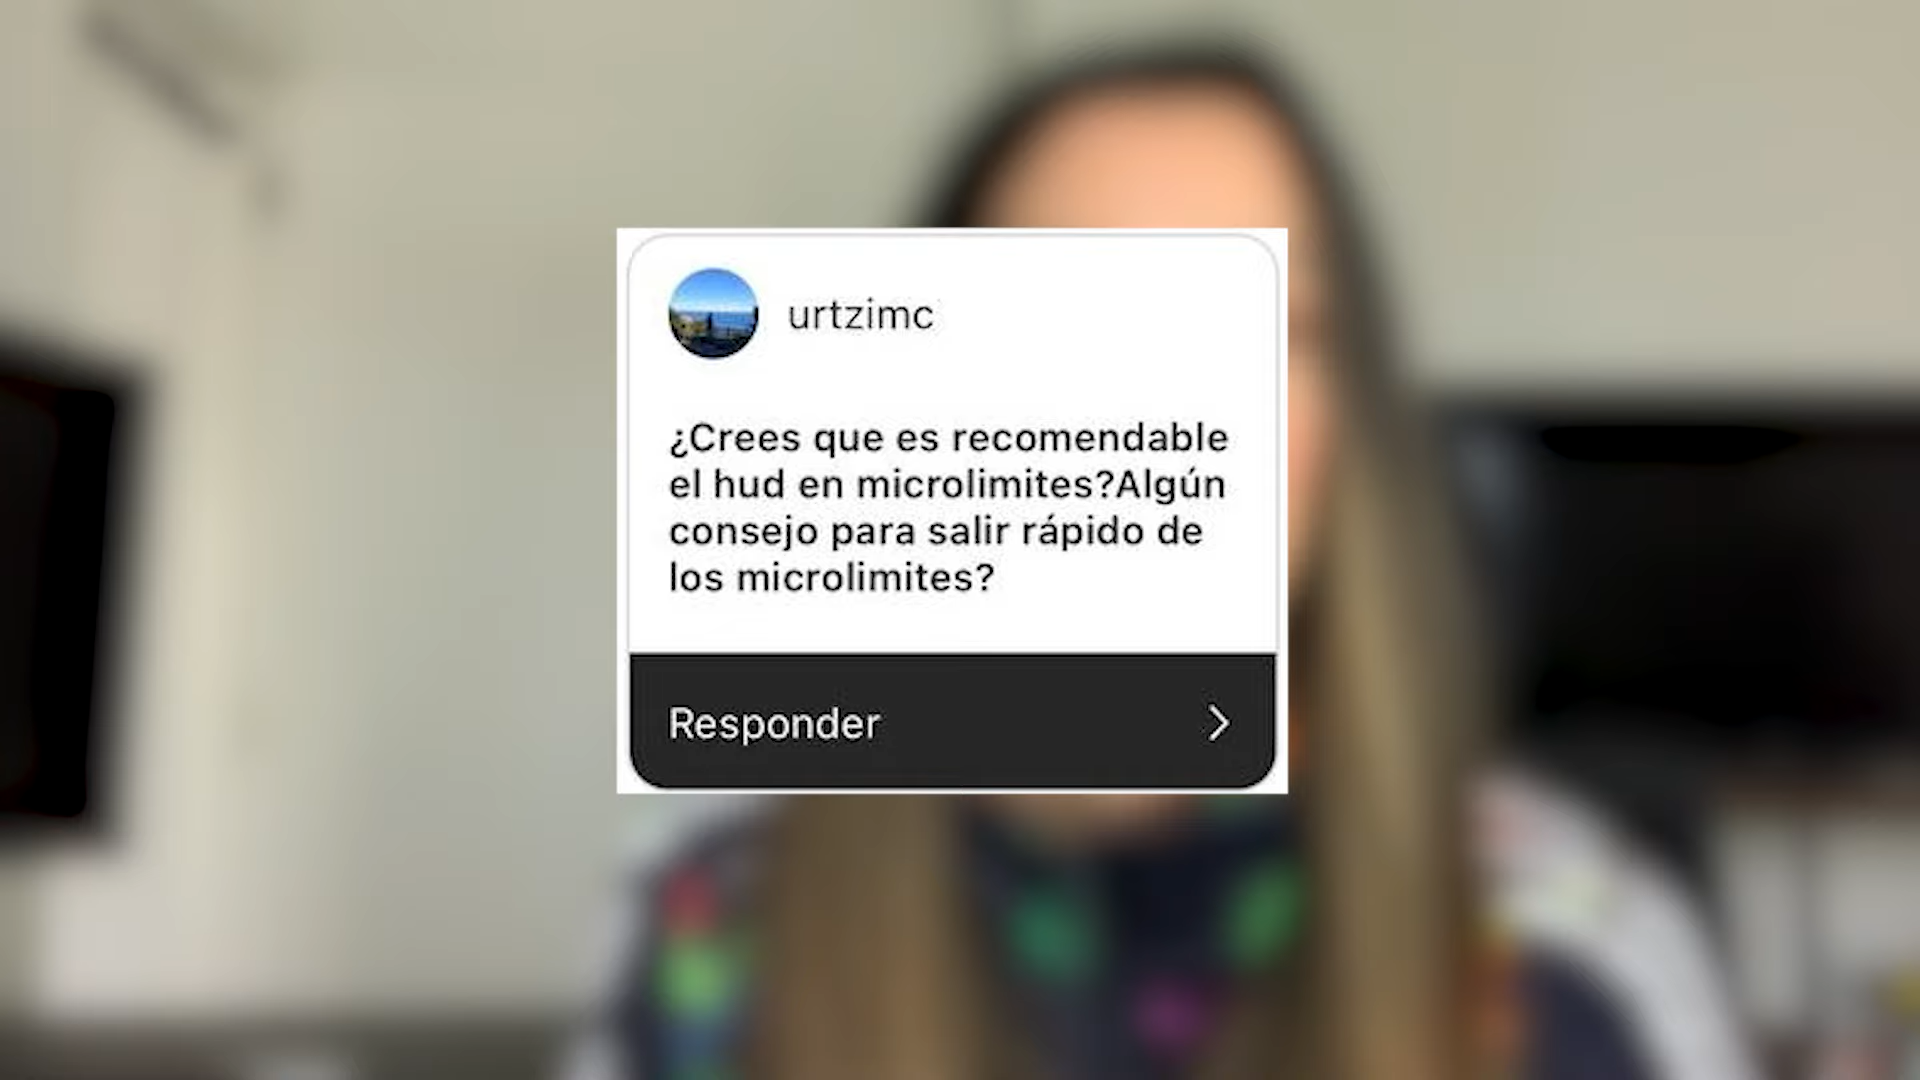 urtzimc
¿Crees que es recomendable
el hud en microlimites?Algún
consejo para salir rápido de
los microlimites?
Responder